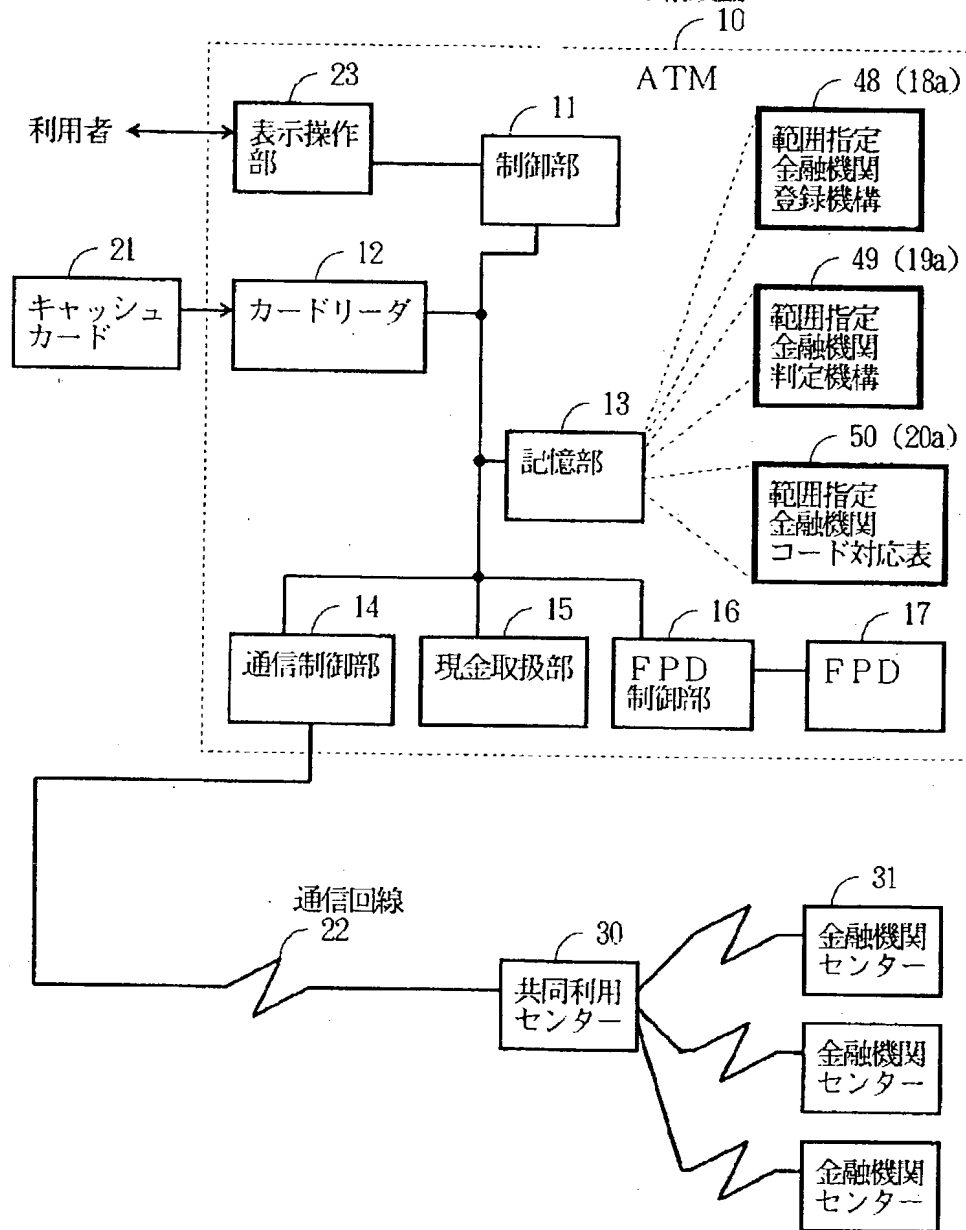 10
ATM
23
表示操作
部
利用者
11
制御部
48 (18a)
範囲指定
金融機関
登録機構
21
キャッシュ
カード
12
カードリーダ
49 (19a)
範囲指定
金融機関
判定機構
13
記憶部
50 (20a)
範囲指定
金融機関
コード対応表
14
通信制御部
15
現金取扱部
16
FPD
制御部
17
FPD
通信回線
22
30
共同利用
センター
31
金融機関
センター
金融機関
センター
金融機関
センター